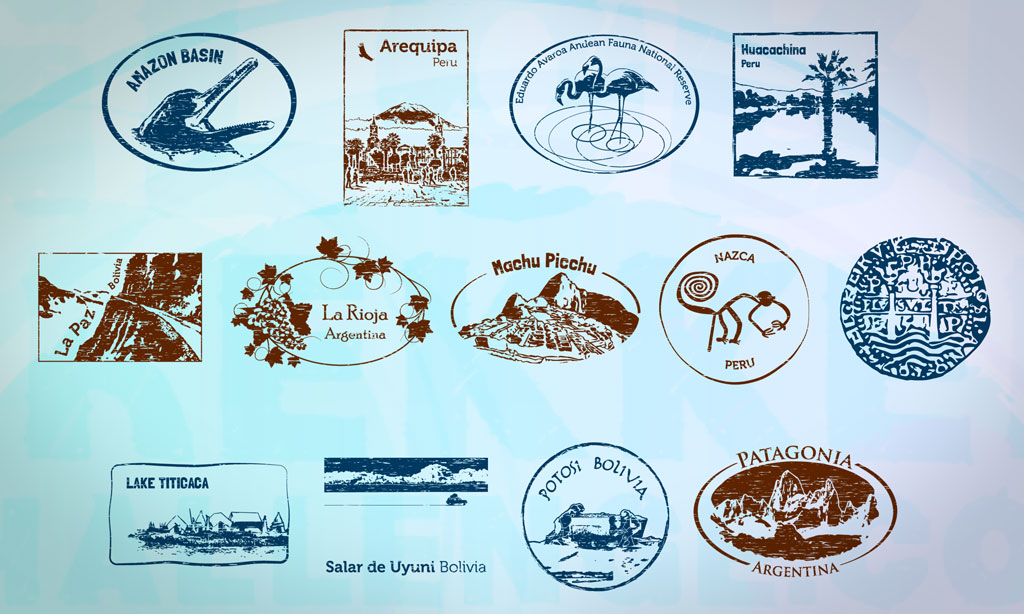 AMAZON BASIN
Arequipa
Peru
Eduardo Avaroa Andean Fauna National Reserve
Huacachina
Peru
La Paz
Bolivia
La Rioja
Argentina
Machu Picchu
NAZCA
PERU
LAKE TITICACA
Salar de Uyuni Bolivia
POTOSI BOLIVIA
PATAGONIA
ARGENTINA